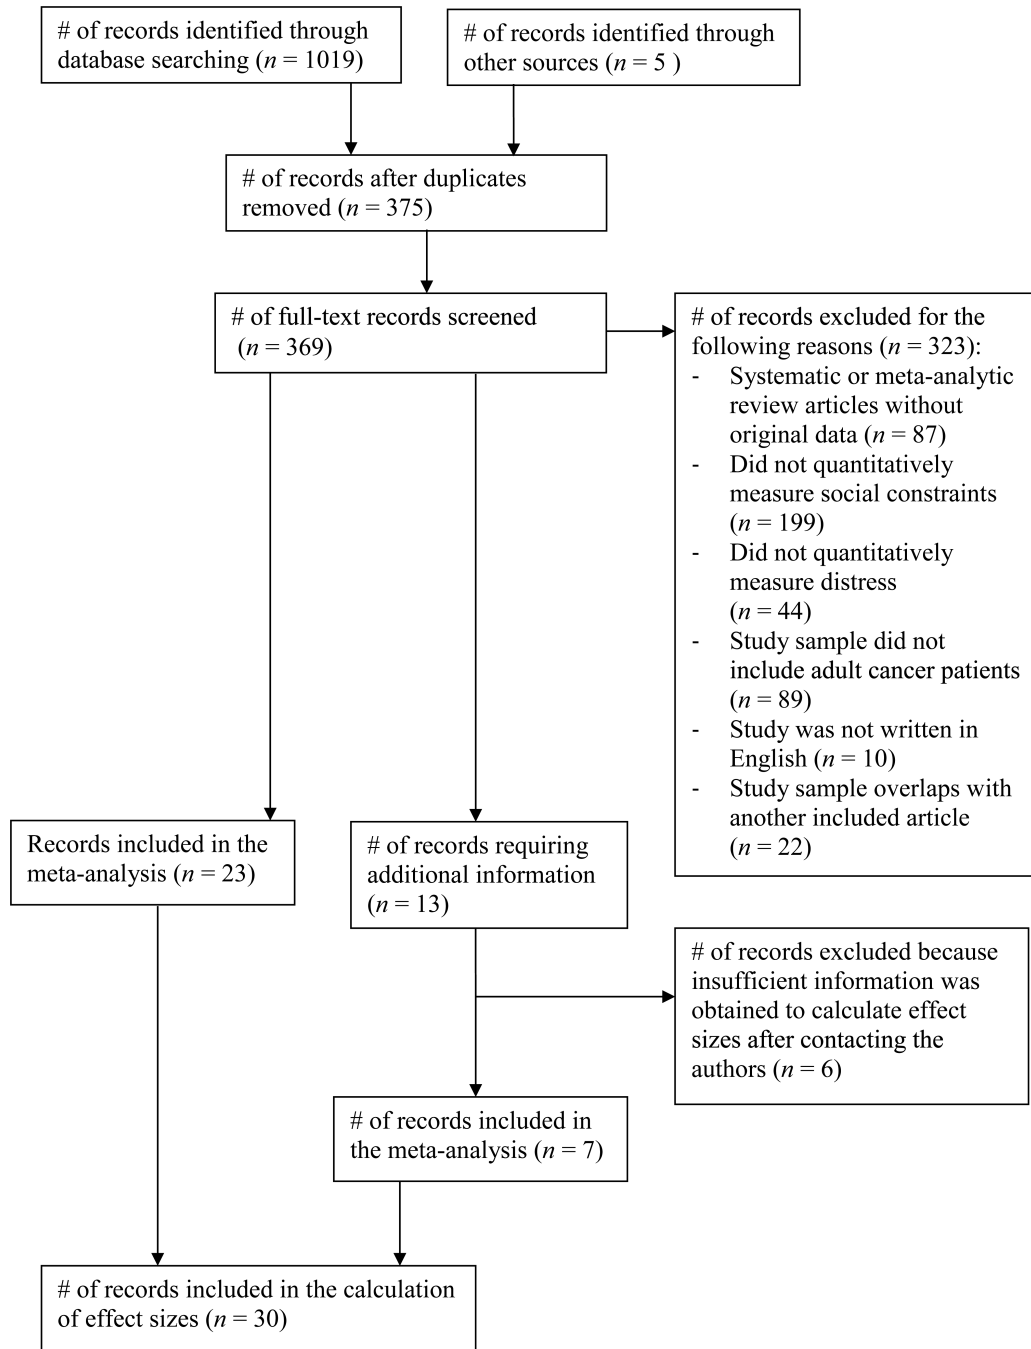 # of records identified through
database searching (n = 1019)
# of records identified through
other sources (n = 5 )
# of records after duplicates
removed (n = 375)
# of full-text records screened
(n = 369)
# of records excluded for the
following reasons (n = 323):
- Systematic or meta-analytic
review articles without
original data (n = 87)
- Did not quantitatively
measure social constraints
(n = 199)
- Did not quantitatively
measure distress
(n = 44)
- Study sample did not
include adult cancer patients
(n = 89)
- Study was not written in
English (n = 10)
- Study sample overlaps with
another included article
(n = 22)
Records included in the
meta-analysis (n = 23)
# of records requiring
additional information
(n = 13)
# of records excluded because
insufficient information was
obtained to calculate effect
sizes after contacting the
authors (n = 6)
# of records included in
the meta-analysis (n = 7)
# of records included in the calculation
of effect sizes (n = 30)